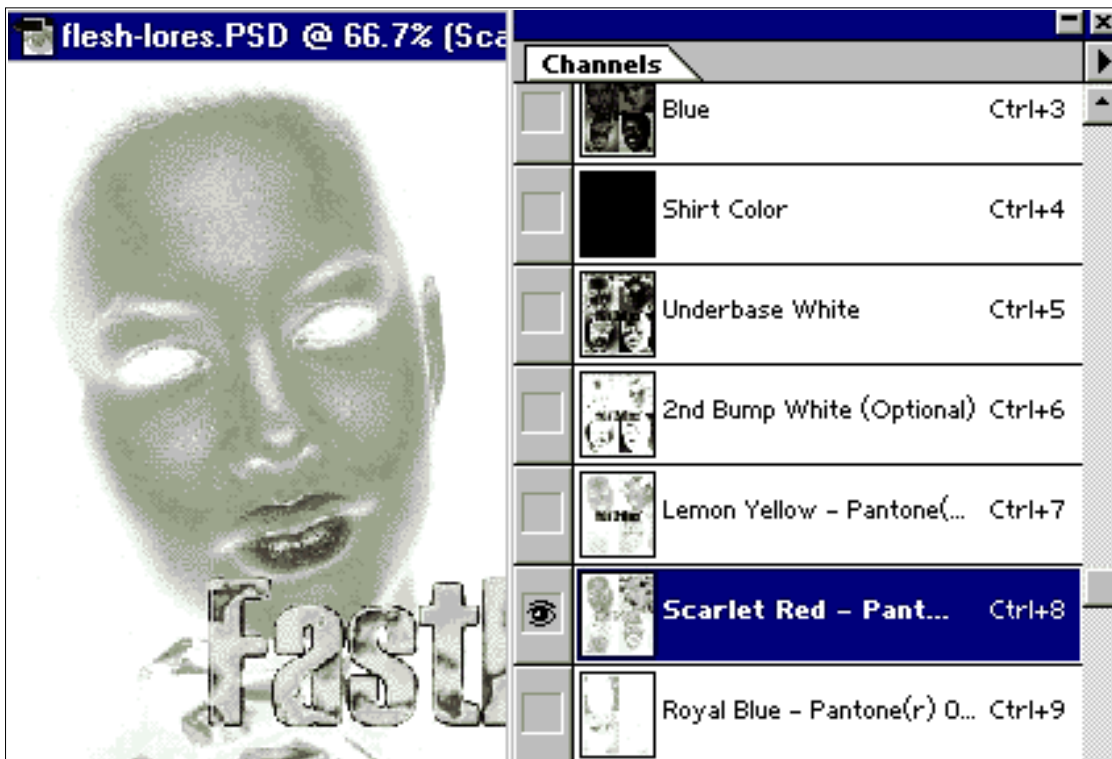 flesh-lores.PSD @ 66.7% (Sca
Channels
Blue Ctrl+3
Shirt Color Ctrl+4
Underbase White Ctrl+5
2nd Bump White (Optional) Ctrl+6
Lemon Yellow - Pantone(... Ctrl+7
Scarlet Red - Pant... Ctrl+8
Royal Blue - Pantone(r) 0... Ctrl+9
Fast